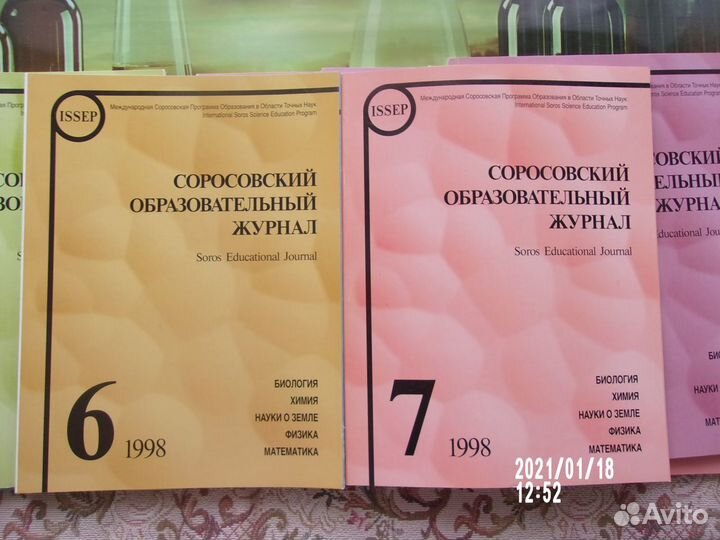 ISSEP
Международная Соросовская Программа Образования в Области Точных Наук
International Soros Science Education Program
СОРОСОВСКИЙ
ОБРАЗОВАТЕЛЬНЫЙ
ЖУРНАЛ
Soros Educational Journal
БИОЛОГИЯ
ХИМИЯ
НАУКИ О ЗЕМЛЕ
ФИЗИКА
МАТЕМАТИКА
6 1998
ISSEP
Международная Соросовская Программа Образования в Области Точных Наук
International Soros Science Education Program
СОРОСОВСКИЙ
ОБРАЗОВАТЕЛЬНЫЙ
ЖУРНАЛ
Soros Educational Journal
БИОЛОГИЯ
ХИМИЯ
НАУКИ О ЗЕМЛЕ
ФИЗИКА
МАТЕМАТИКА
7 1998
Educational Journal
2021/01/18
12:52
Avito